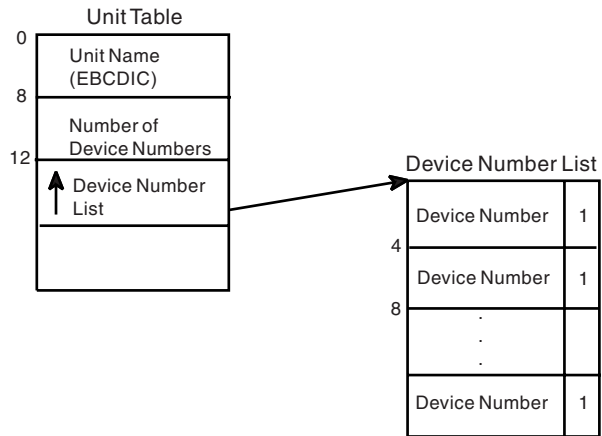 Unit Table
0
Unit Name
(EBCDIC)
8
Number of
Device Numbers
12
Device Number
List
Device Number List
Device Number 1
4
Device Number 1
8
.
.
.
Device Number 1